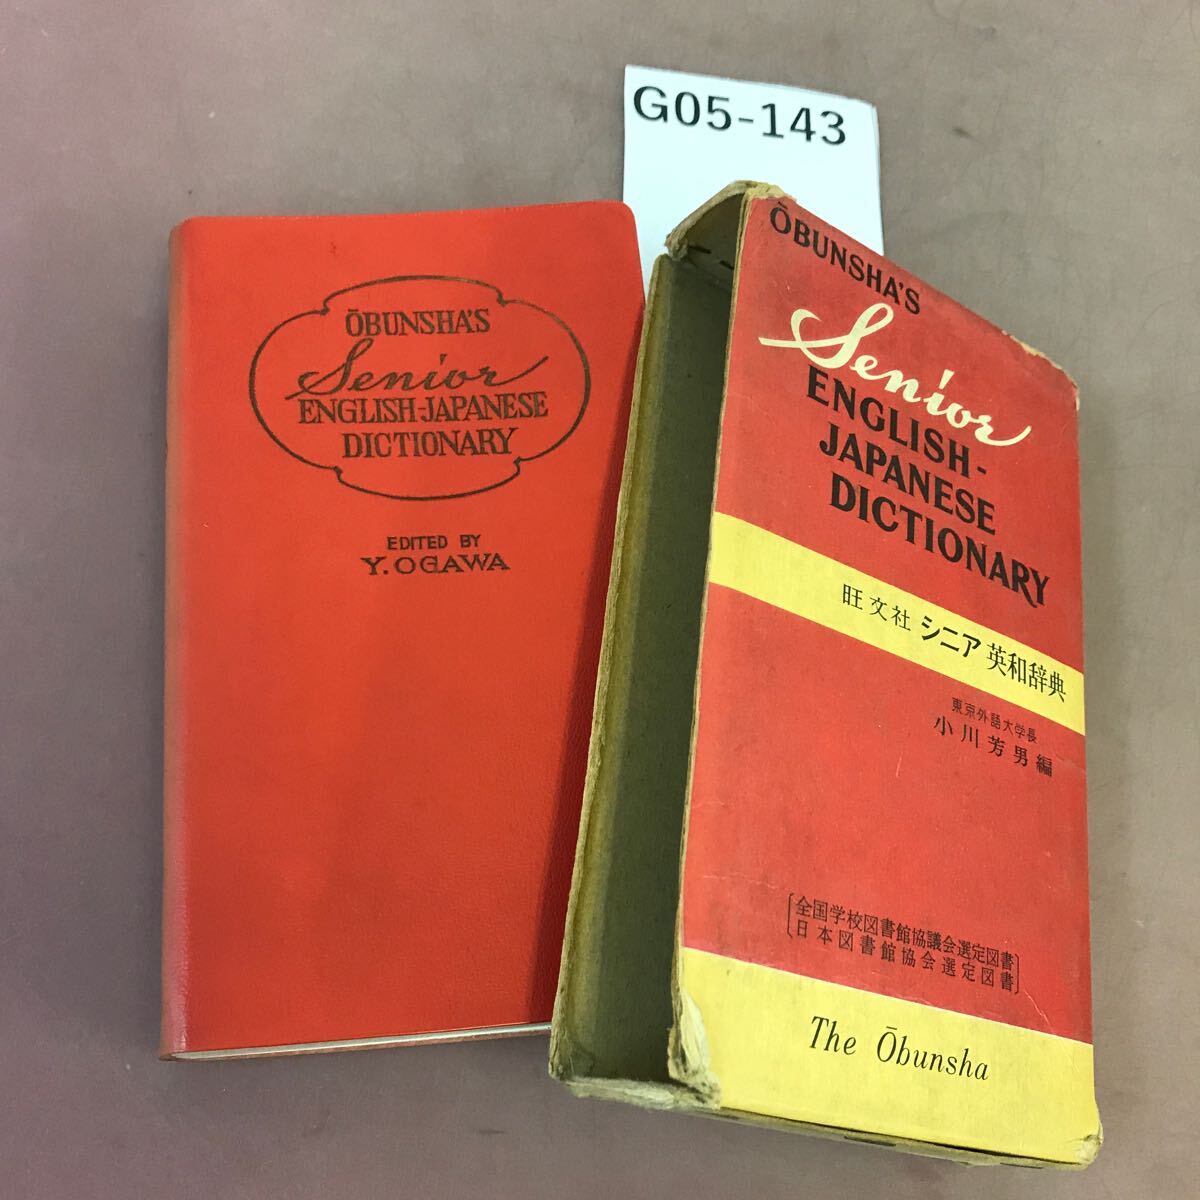 G05-143
ŌBUNSHA'S
Senior
ENGLISH-JAPANESE
DICTIONARY
EDITED BY
Y. OGAWA
ŌBUNSHA'S
Senior
ENGLISH-
JAPANESE
DICTIONARY
旺文社 シニア 英和辞典
東京外語大学長
小川芳男編
全国学校図書館協議会選定図書
日本図書館協会選定図書
The Ōbunsha